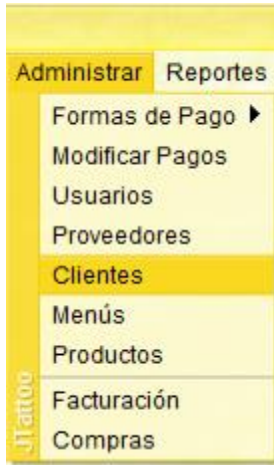 Administrar Reportes
Formas de Pago
Modificar Pagos
Usuarios
Proveedores
Clientes
Menús
Productos
Facturación
Compras
JTattoo